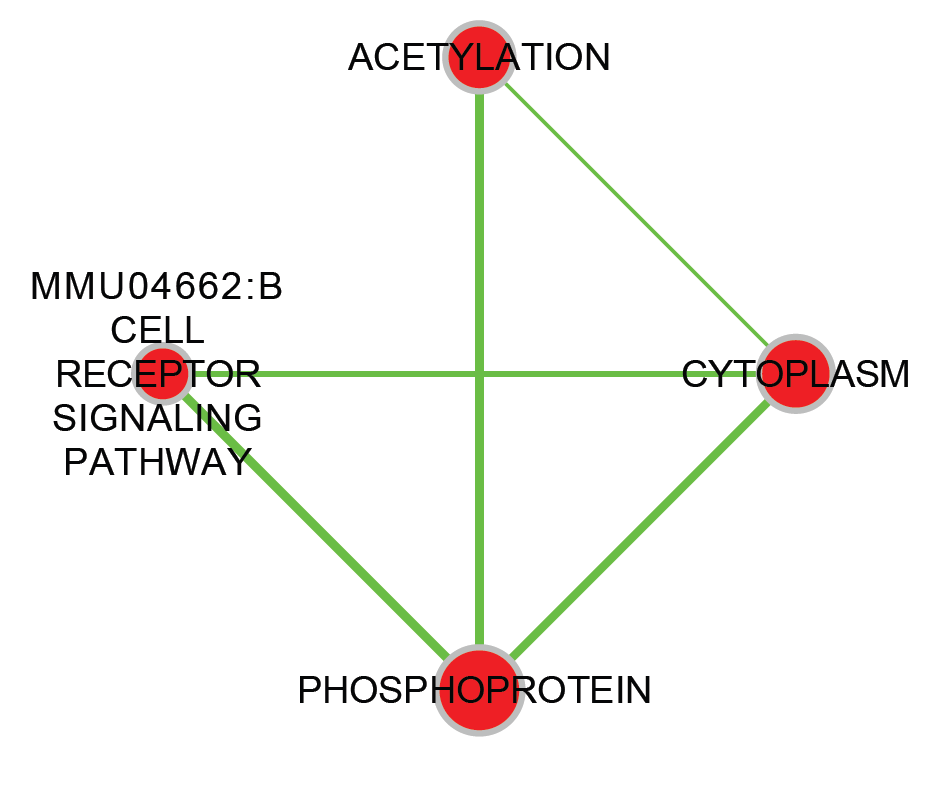 ACETYLATION
MMU04662:B
CELL
RECEPTOR
SIGNALING
PATHWAY
CYTOPLASM
PHOSPHOPROTEIN